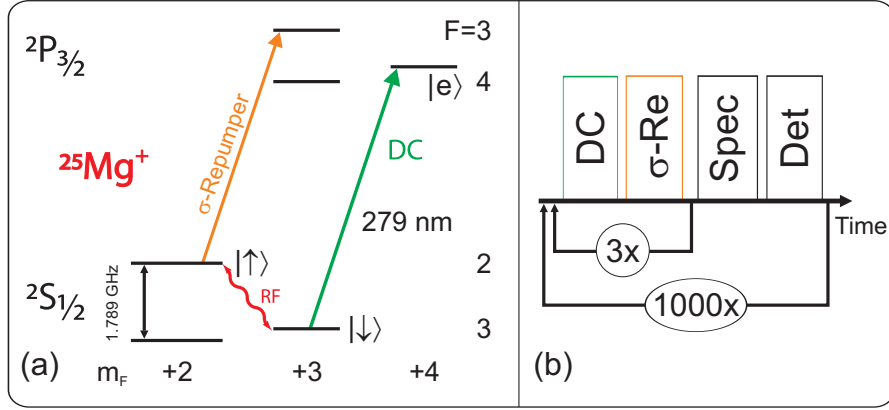 ²P₃⁄₂
F=3
|e⟩ 4
σ-Repumper
DC
²⁵Mg⁺
279 nm
|↑⟩
2
RF
²S₁⁄₂
1.789 GHz
|↓⟩
3
(a)
m_F +2 +3 +4
DC
σ-Re
Spec
Det
Time
3x
1000x
(b)